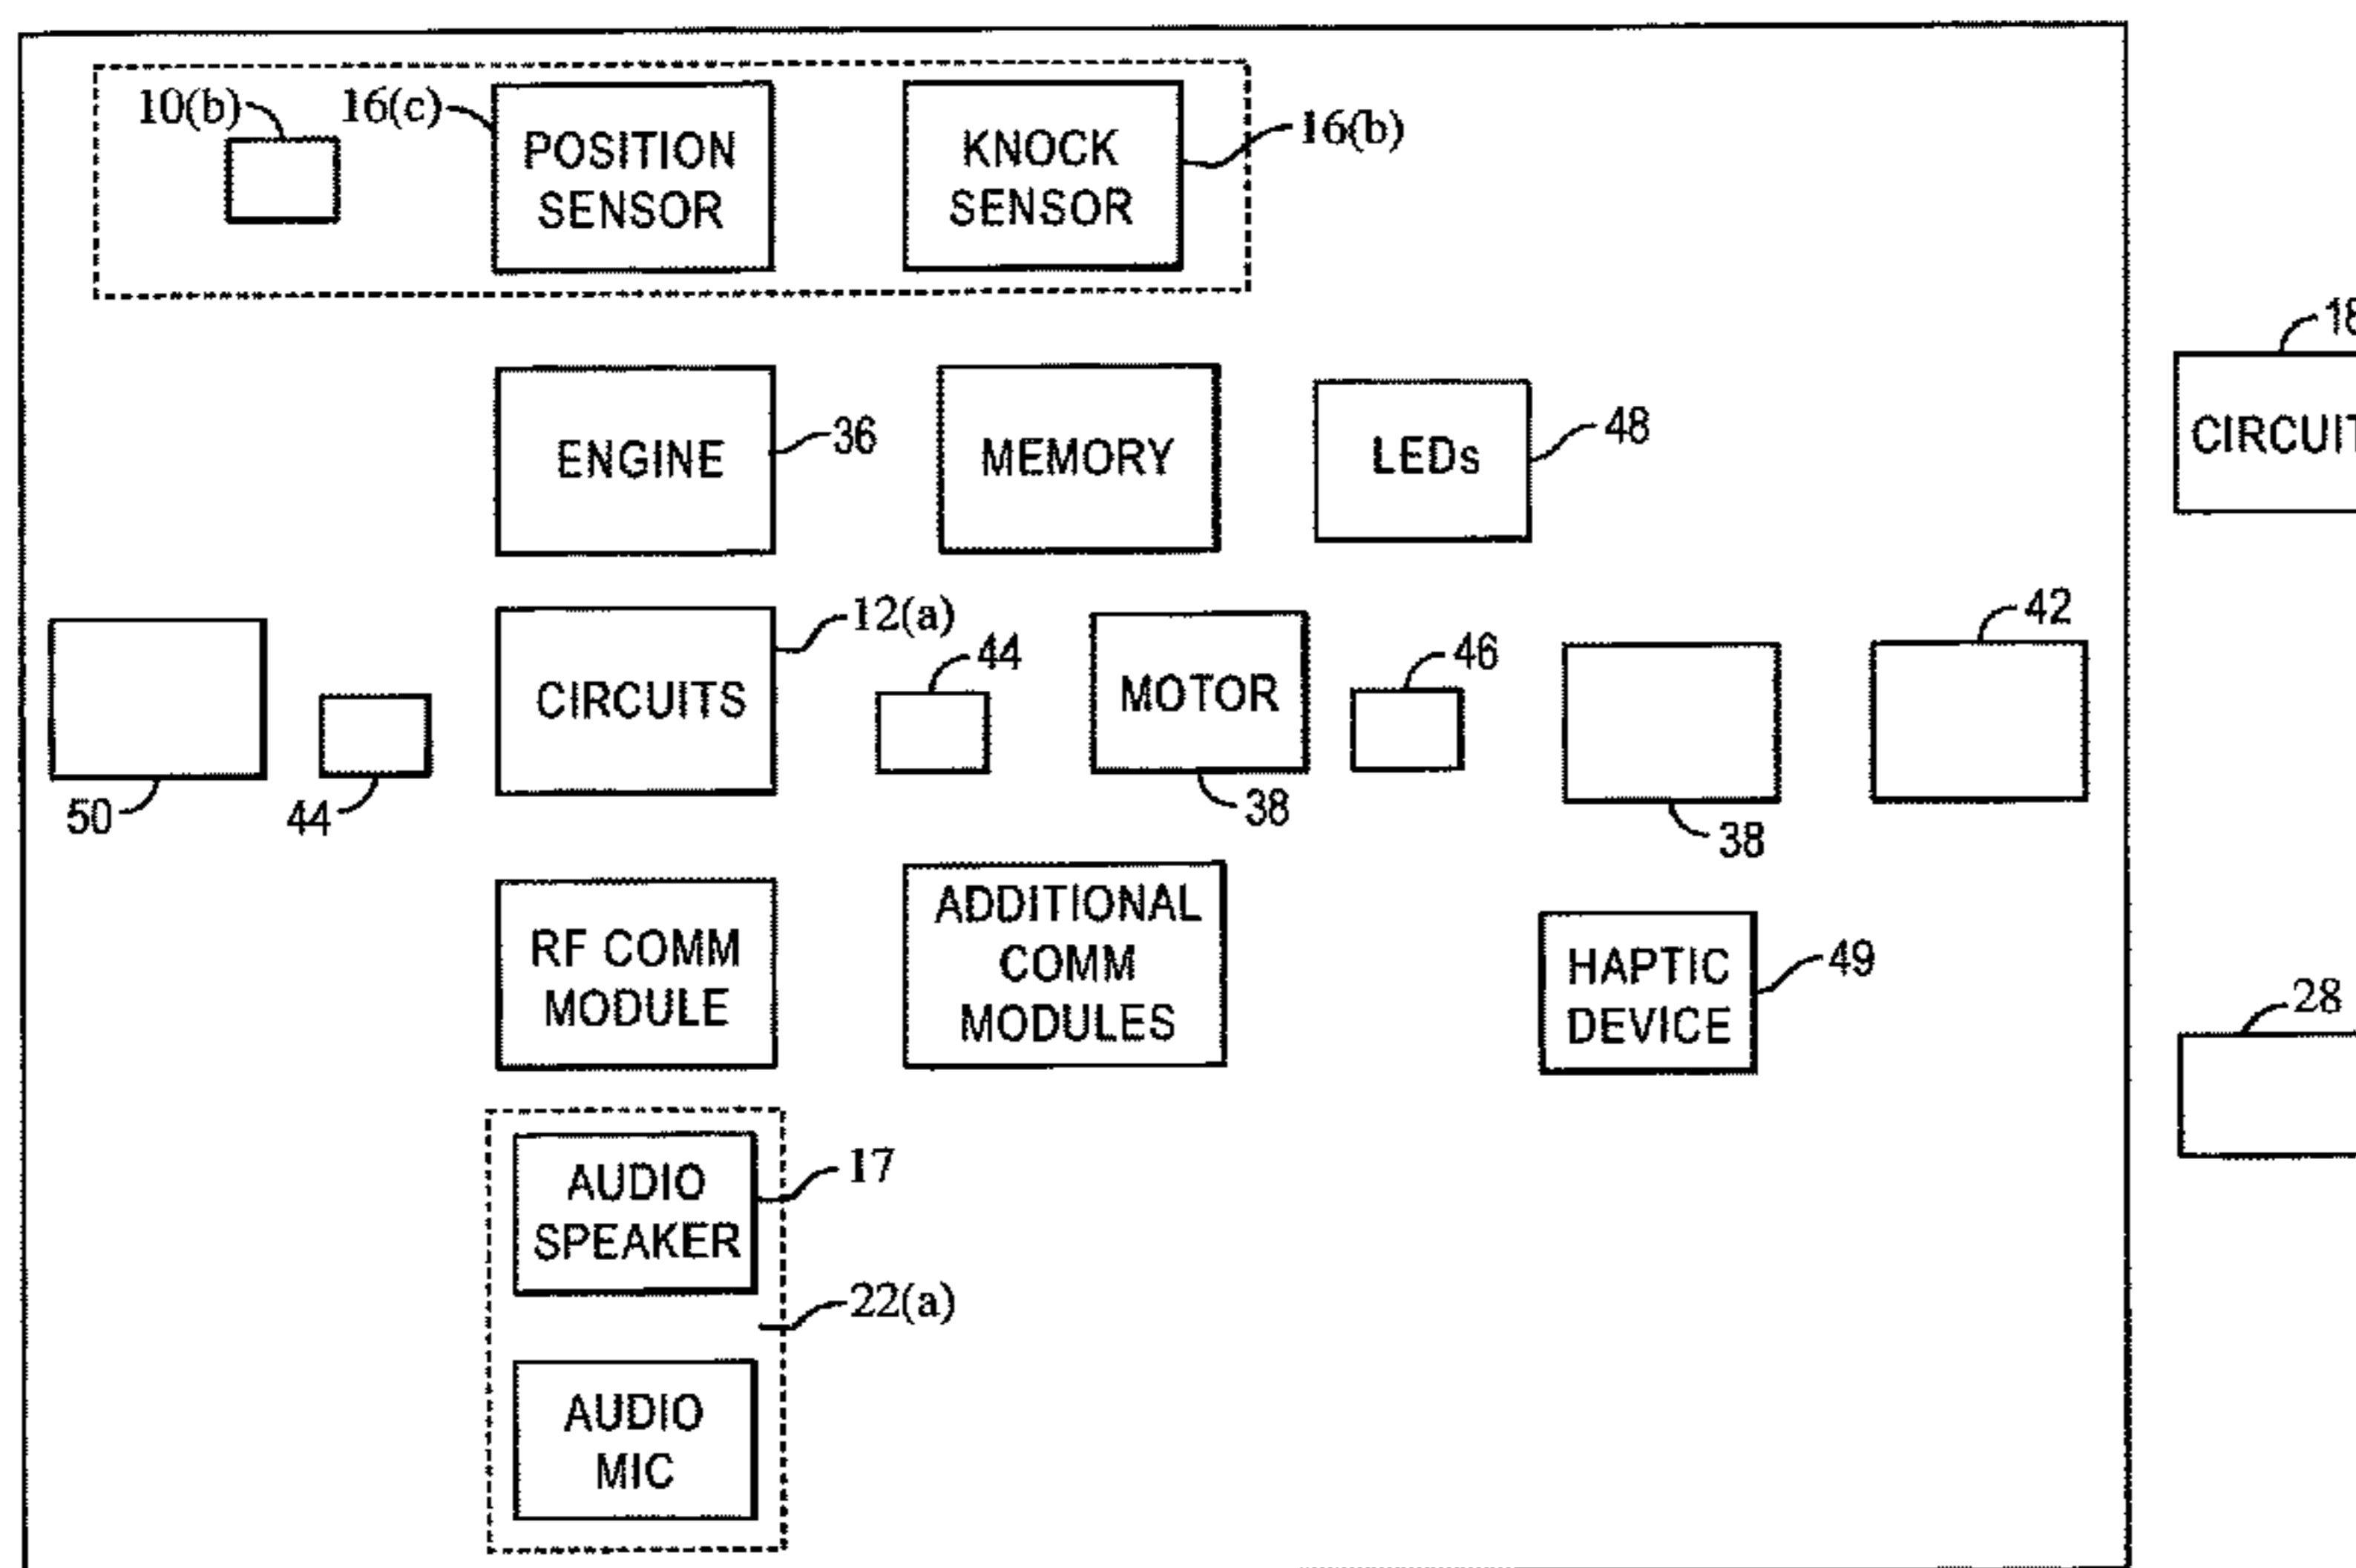 10(b)
16(c)
POSITION
SENSOR
KNOCK
SENSOR
16(b)
18
ENGINE
36
MEMORY
LEDs
48
CIRCUIT
50
44
CIRCUITS
12(a)
44
MOTOR
38
46
38
42
RF COMM
MODULE
ADDITIONAL
COMM
MODULES
HAPTIC
DEVICE
49
28
AUDIO
SPEAKER
17
22(a)
AUDIO
MIC